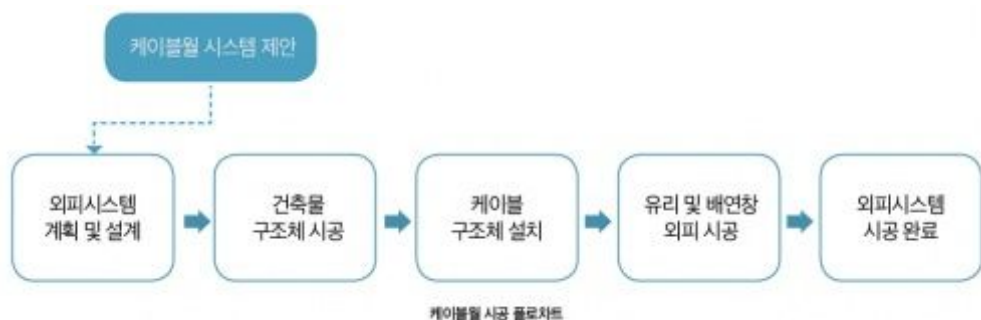 케이블월 시스템 제안
외피시스템
계획 및 설계
건축물
구조체 시공
케이블
구조체 설치
유리 및 배연창
외피 시공
외피시스템
시공 완료
케이블월 시공 플로차트